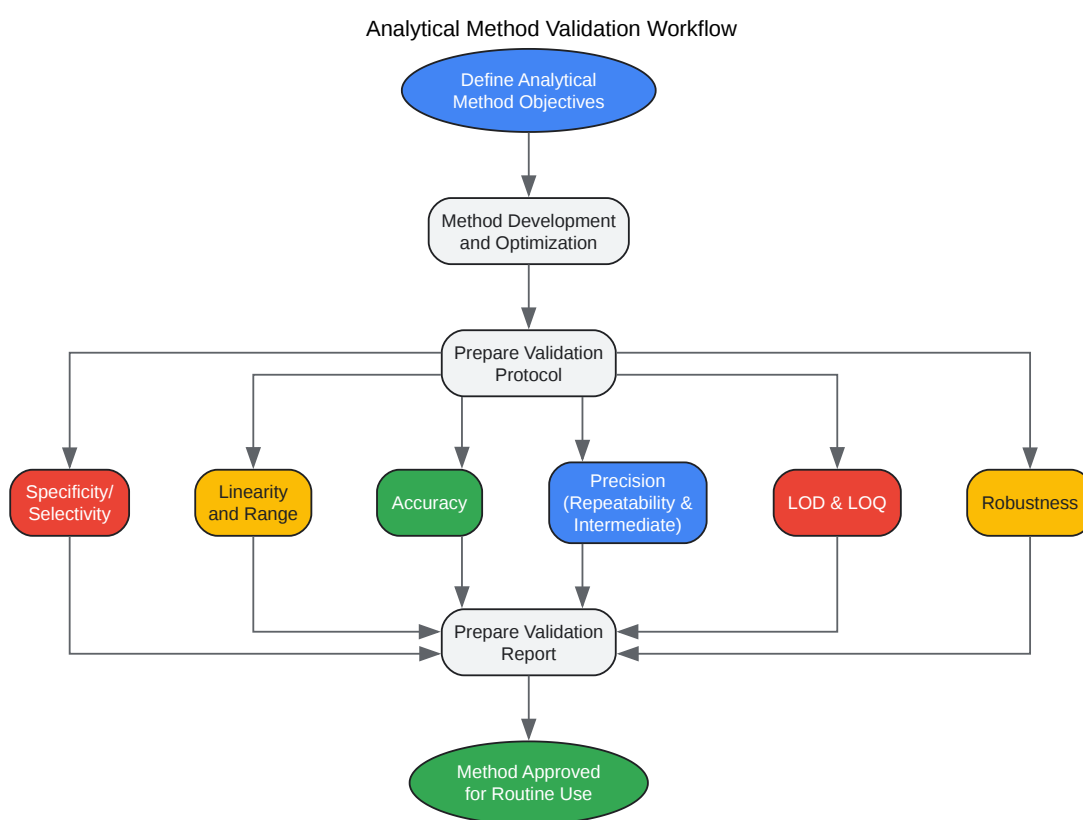 Analytical Method Validation Workflow
Define Analytical
Method Objectives
Method Development
and Optimization
Prepare Validation
Protocol
Specificity/
Selectivity
Linearity
and Range
Accuracy
Precision
(Repeatability &
Intermediate)
LOD & LOQ
Robustness
Prepare Validation
Report
Method Approved
for Routine Use